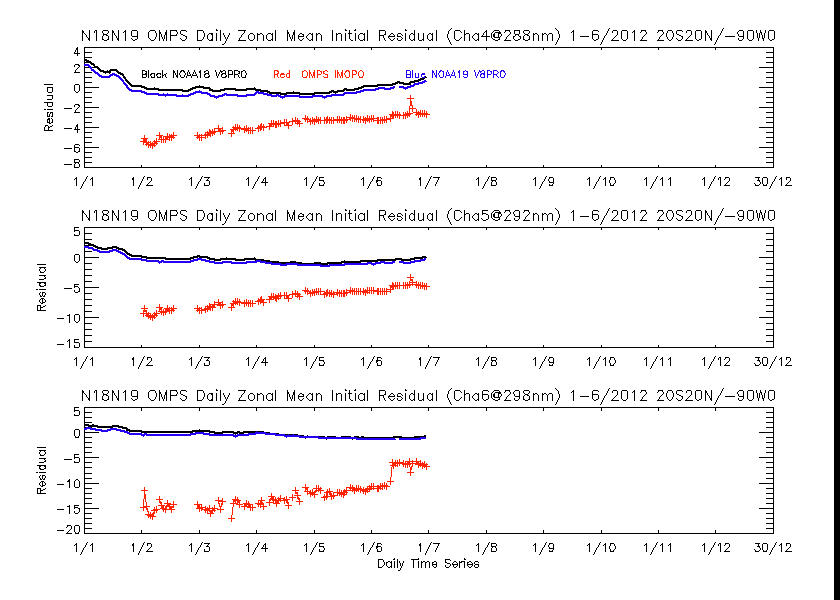 N18N19 OMPS Daily Zonal Mean Initial Residual (Cha4@288nm) 1-6/2012 20S20N/-90W0
4
Black NOAA18 V8PRO Red OMPS IMOPO Blue NOAA19 V8PRO
2
0
-2
-4
-6
-8
Residual
1/1 1/2 1/3 1/4 1/5 1/6 1/7 1/8 1/9 1/10 1/11 1/12 30/12
N18N19 OMPS Daily Zonal Mean Initial Residual (Cha5@292nm) 1-6/2012 20S20N/-90W0
5
0
-5
-10
-15
Residual
1/1 1/2 1/3 1/4 1/5 1/6 1/7 1/8 1/9 1/10 1/11 1/12 30/12
N18N19 OMPS Daily Zonal Mean Initial Residual (Cha6@298nm) 1-6/2012 20S20N/-90W0
5
0
-5
-10
-15
-20
Residual
1/1 1/2 1/3 1/4 1/5 1/6 1/7 1/8 1/9 1/10 1/11 1/12 30/12
Daily Time Series